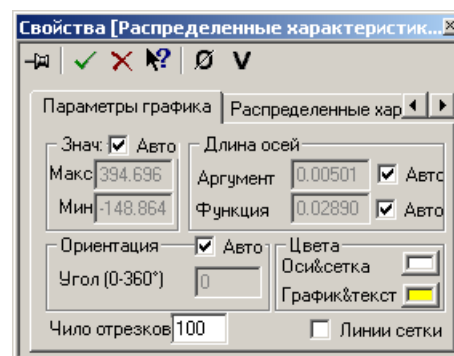 Свойства [Распределенные характеристик...
Ø V
Параметры графика Распределенные хар
Знач: Авто Длина осей
Макс 394.696 Аргумент 0.00501 Авто
Мин -148.864 Функция 0.02890 Авто
Ориентация Авто Цвета
Угол (0-360°) 0 Оси&сетка
График&текст
Чило отрезков 100 Линии сетки